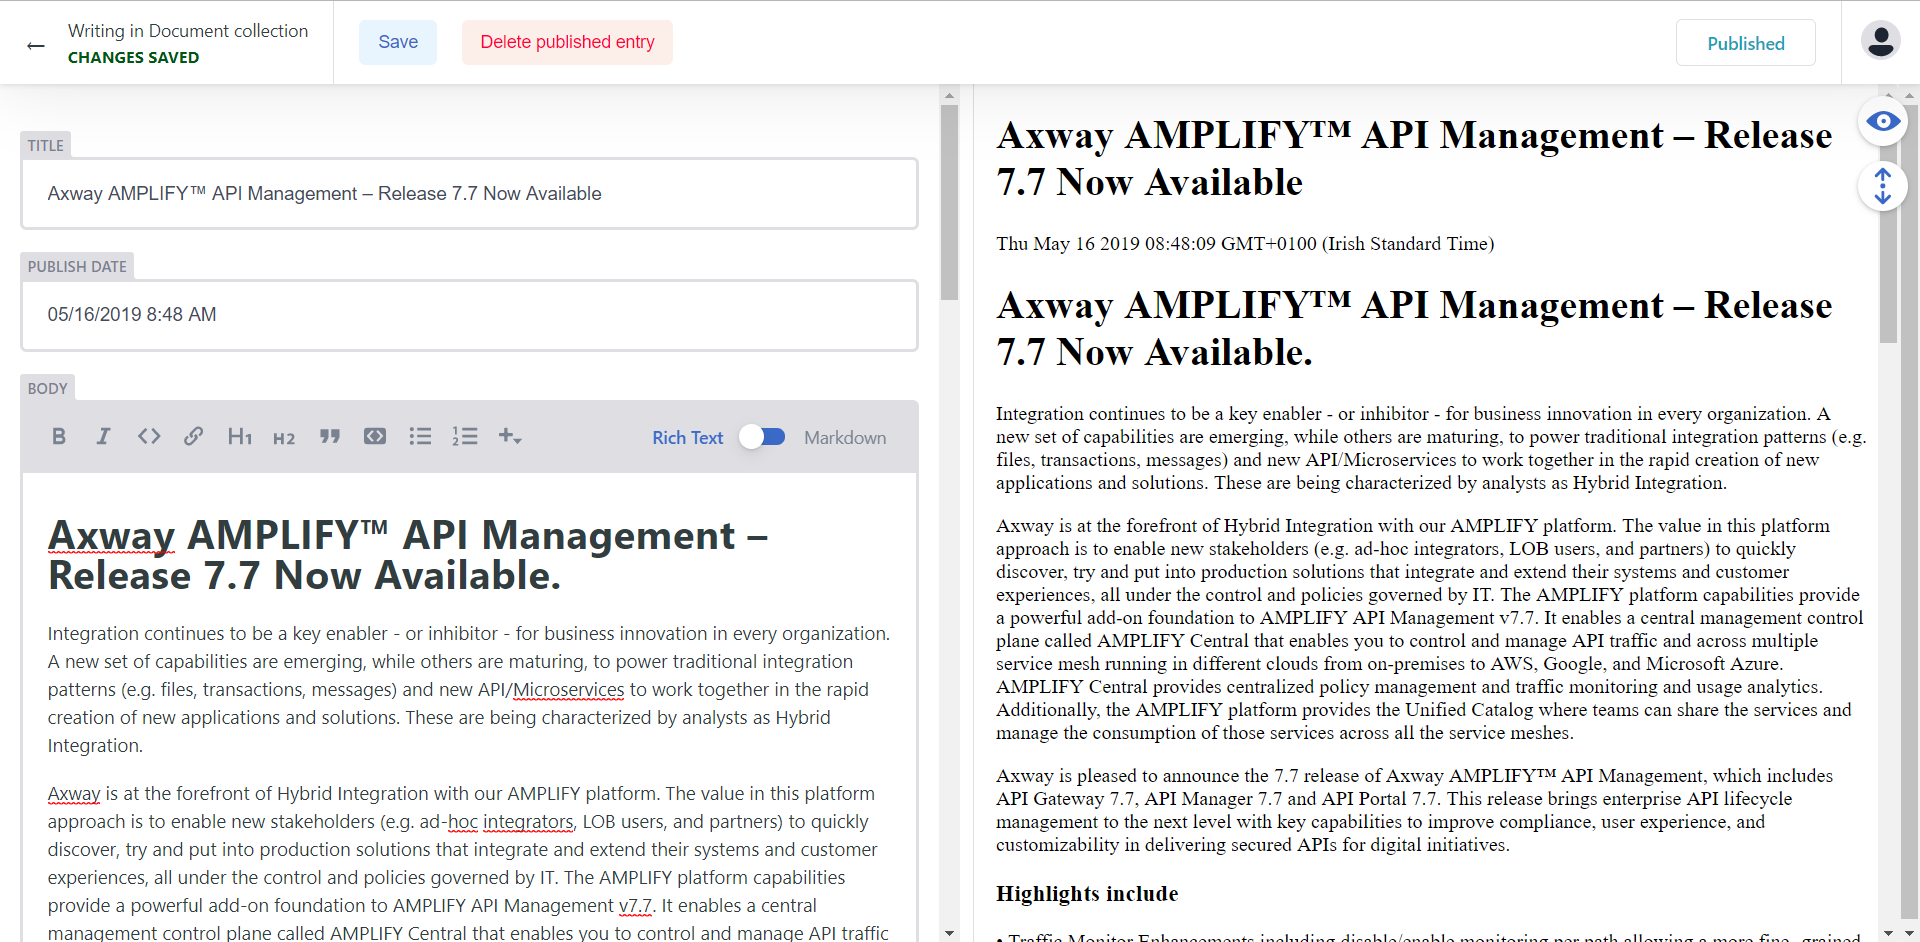 Writing in Document collection
CHANGES SAVED
Save
Delete published entry
Published
TITLE
Axway AMPLIFY™ API Management – Release 7.7 Now Available
PUBLISH DATE
05/16/2019 8:48 AM
BODY
B I <> H1 H2
Rich Text
Markdown
Axway AMPLIFY™ API Management –
Release 7.7 Now Available.
Integration continues to be a key enabler - or inhibitor - for business innovation in every organization.
A new set of capabilities are emerging, while others are maturing, to power traditional integration
patterns (e.g. files, transactions, messages) and new API/Microservices to work together in the rapid
creation of new applications and solutions. These are being characterized by analysts as Hybrid
Integration.
Axway is at the forefront of Hybrid Integration with our AMPLIFY platform. The value in this platform
approach is to enable new stakeholders (e.g. ad-hoc integrators, LOB users, and partners) to quickly
discover, try and put into production solutions that integrate and extend their systems and customer
experiences, all under the control and policies governed by IT. The AMPLIFY platform capabilities
provide a powerful add-on foundation to AMPLIFY API Management v7.7. It enables a central
management control plane called AMPLIFY Central that enables you to control and manage API traffic
Axway AMPLIFY™ API Management – Release
7.7 Now Available
Thu May 16 2019 08:48:09 GMT+0100 (Irish Standard Time)
Axway AMPLIFY™ API Management – Release
7.7 Now Available.
Integration continues to be a key enabler - or inhibitor - for business innovation in every organization. A
new set of capabilities are emerging, while others are maturing, to power traditional integration patterns (e.g.
files, transactions, messages) and new API/Microservices to work together in the rapid creation of new
applications and solutions. These are being characterized by analysts as Hybrid Integration.
Axway is at the forefront of Hybrid Integration with our AMPLIFY platform. The value in this platform
approach is to enable new stakeholders (e.g. ad-hoc integrators, LOB users, and partners) to quickly
discover, try and put into production solutions that integrate and extend their systems and customer
experiences, all under the control and policies governed by IT. The AMPLIFY platform capabilities provide
a powerful add-on foundation to AMPLIFY API Management v7.7. It enables a central management control
plane called AMPLIFY Central that enables you to control and manage API traffic and across multiple
service mesh running in different clouds from on-premises to AWS, Google, and Microsoft Azure.
AMPLIFY Central provides centralized policy management and traffic monitoring and usage analytics.
Additionally, the AMPLIFY platform provides the Unified Catalog where teams can share the services and
manage the consumption of those services across all the service meshes.
Axway is pleased to announce the 7.7 release of Axway AMPLIFY™ API Management, which includes
API Gateway 7.7, API Manager 7.7 and API Portal 7.7. This release brings enterprise API lifecycle
management to the next level with key capabilities to improve compliance, user experience, and
customizability in delivering secured APIs for digital initiatives.
Highlights include
• Traffic Monitor Enhancements including disable/enable monitoring per path allowing a more fine-grained